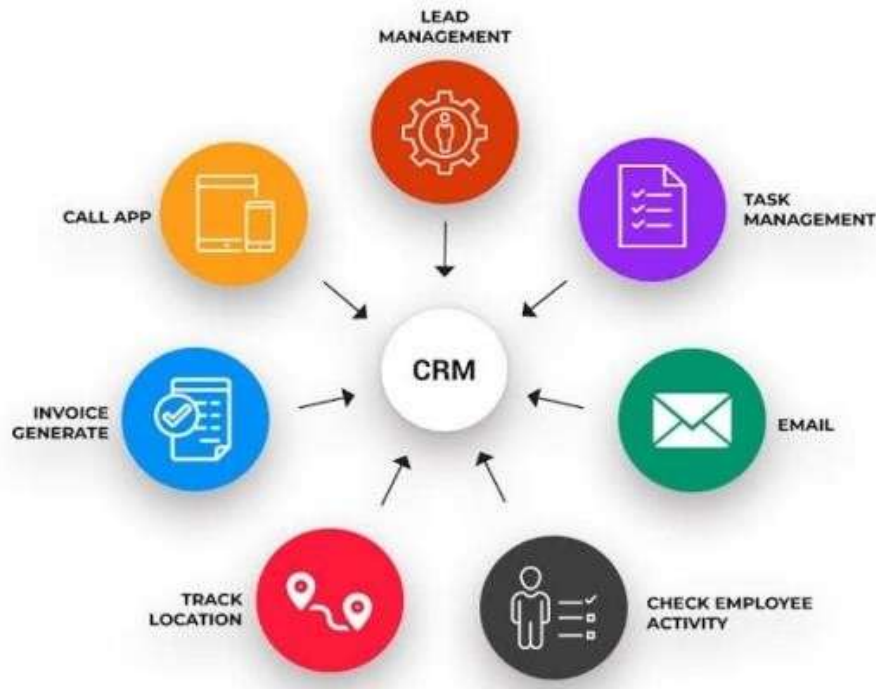 LEAD
MANAGEMENT
CALL APP
TASK
MANAGEMENT
CRM
INVOICE
GENERATE
EMAIL
TRACK
LOCATION
CHECK EMPLOYEE
ACTIVITY